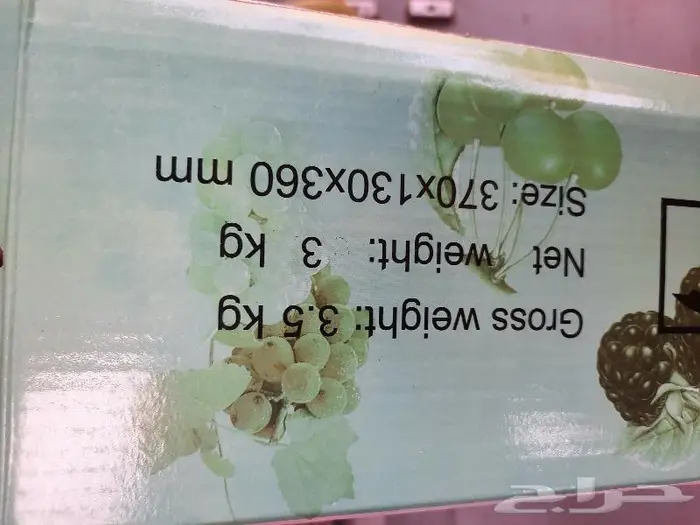 Gross weight: 3.5 kg
Net weight: 3 kg
Size: 370x130x360 mm
حراج